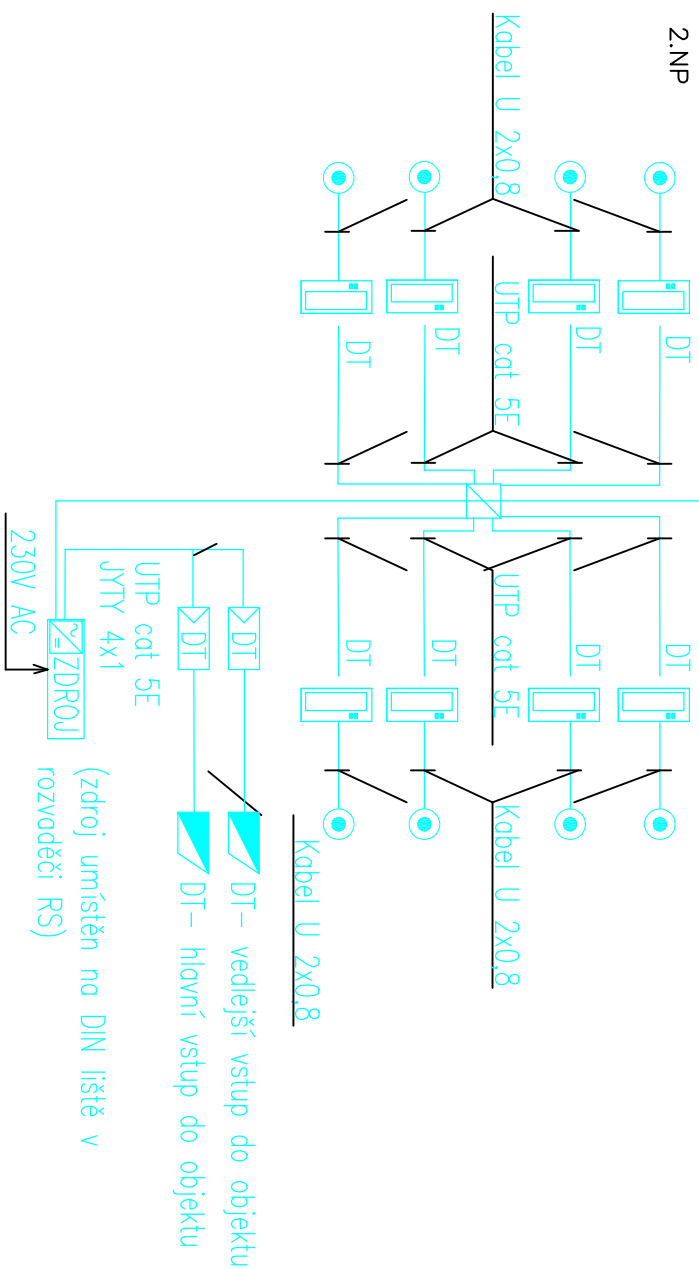 2.NP
Kabel U 2x0,8
UTP cat 5E
UTP cat 5E
Kabel U 2x0,8
DT
DT
DT
DT
DT
DT
DT
DT
Kabel U 2x0,8
DT
DT- vedlejší vstup do objektu
DT
DT- hlavní vstup do objektu
UTP cat 5E
JYTY 4x1
ZDROJ
(zdroj umístěn na DIN liště v
rozvaděči RS)
230V AC